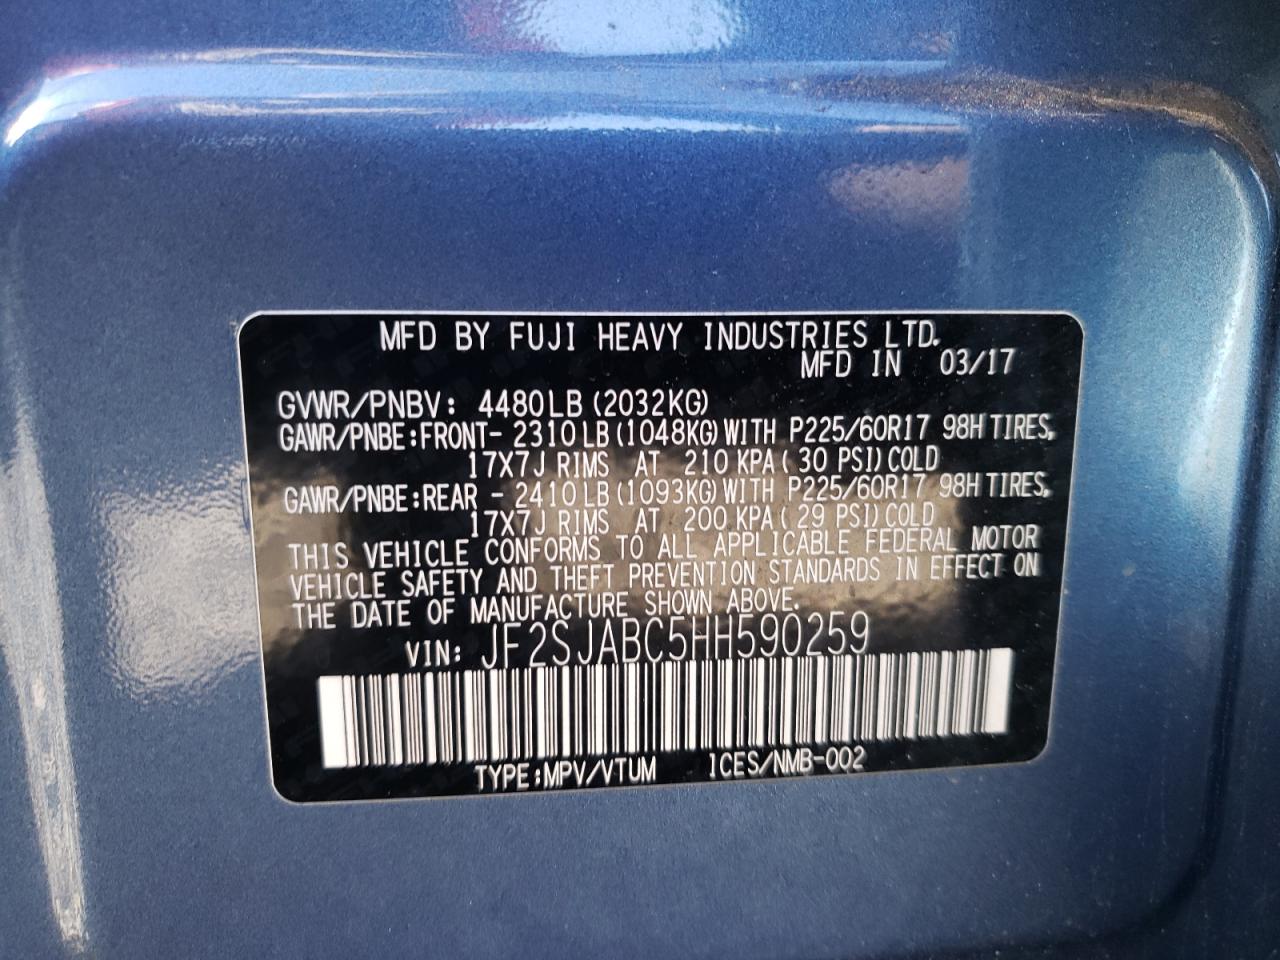 MFD BY FUJI HEAVY INDUSTRIES LTD.
MFD IN 03/17
GVWR/PNBV: 4480LB (2032KG)
GAWR/PNBE:FRONT- 2310LB(1048KG)WITH P225/60R17 98H TIRES,
17X7J RIMS AT 210 KPA( 30 PSI)COLD
GAWR/PNBE:REAR - 2410LB(1093KG)WITH P225/60R17 98H TIRES,
17X7J RIMS AT 200 KPA( 29 PSI)COLD
THIS VEHICLE CONFORMS TO ALL APPLICABLE FEDERAL MOTOR
VEHICLE SAFETY AND THEFT PREVENTION STANDARDS IN EFFECT ON
THE DATE OF MANUFACTURE SHOWN ABOVE.
VIN: JF2SJABC5HH590259
TYPE:MPV/VTUM ICES/NMB-002